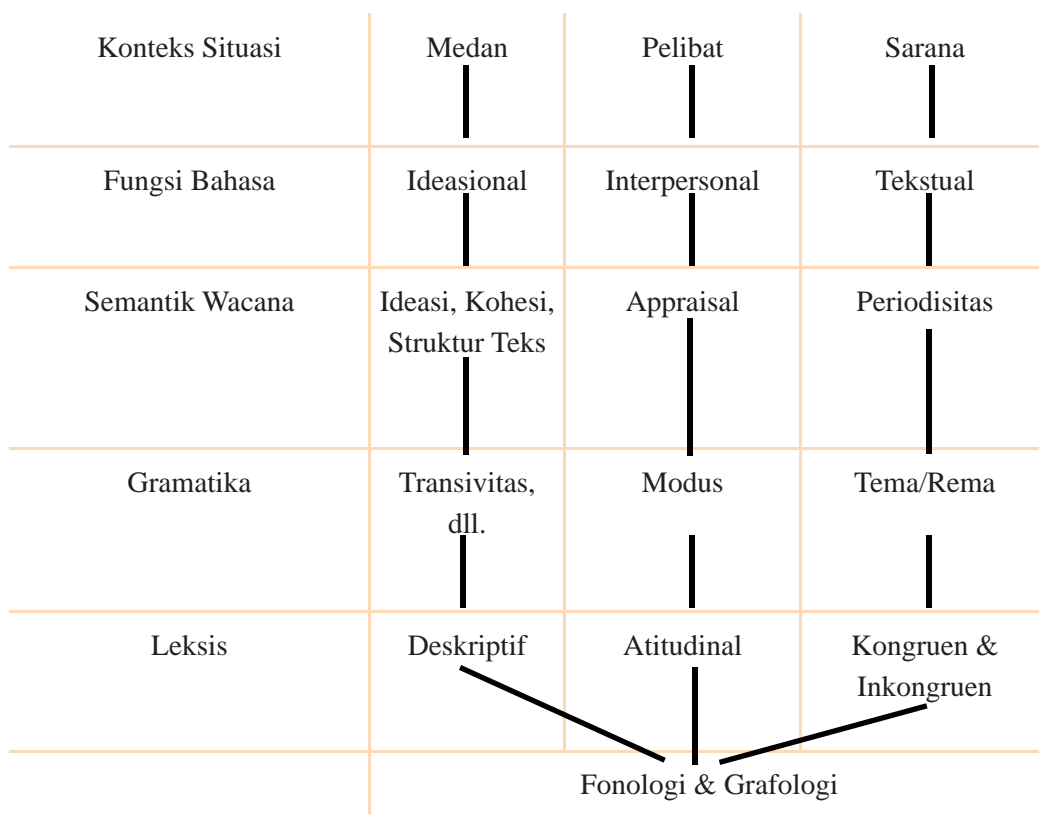 Konteks Situasi Medan Pelibat Sarana
Fungsi Bahasa Ideasional Interpersonal Tekstual
Semantik Wacana Ideasi, Kohesi, Appraisal Periodisitas
Struktur Teks
Gramatika Transivitas, Modus Tema/Rema
dll.
Leksis Deskriptif Atitudinal Kongruen &
Inkongruen
Fonologi & Grafologi